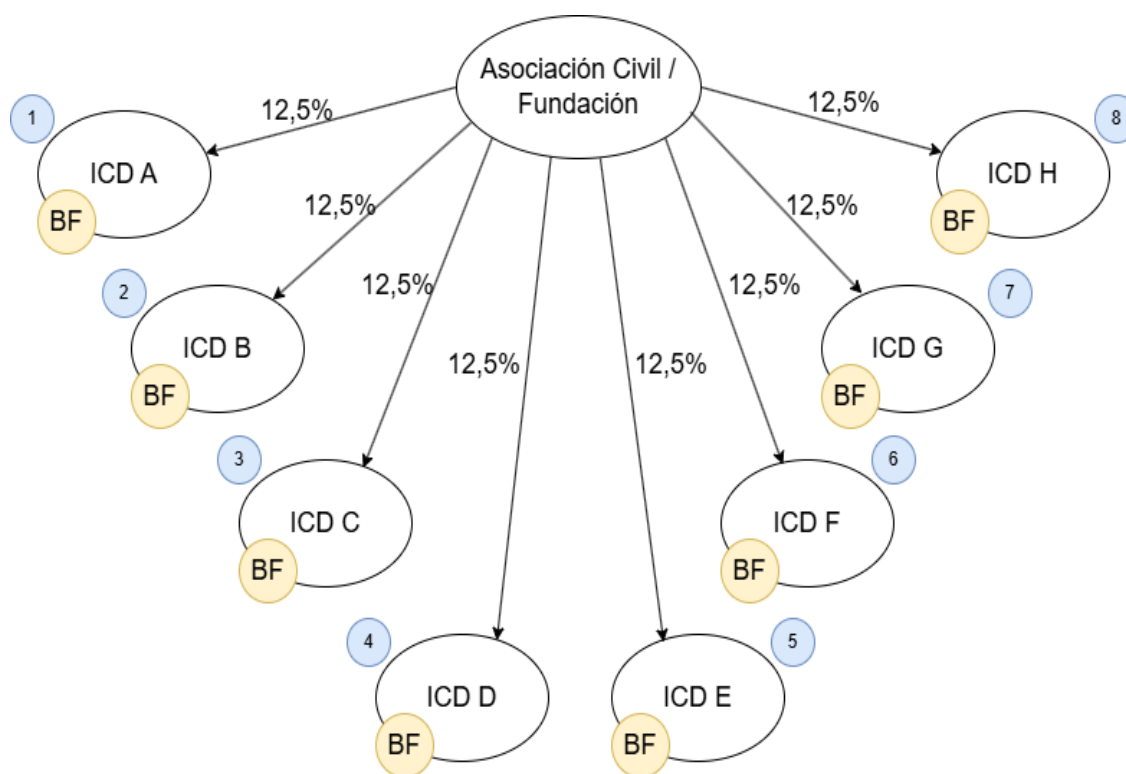 Asociación Civil /
Fundación
12,5%
12,5%
1
8
ICD A
ICD H
BF
BF
12,5%
12,5%
2
7
12,5%
12,5%
ICD B
ICD G
12,5%
12,5%
BF
BF
3
6
ICD C
ICD F
BF
BF
4
5
ICD D
ICD E
BF
BF